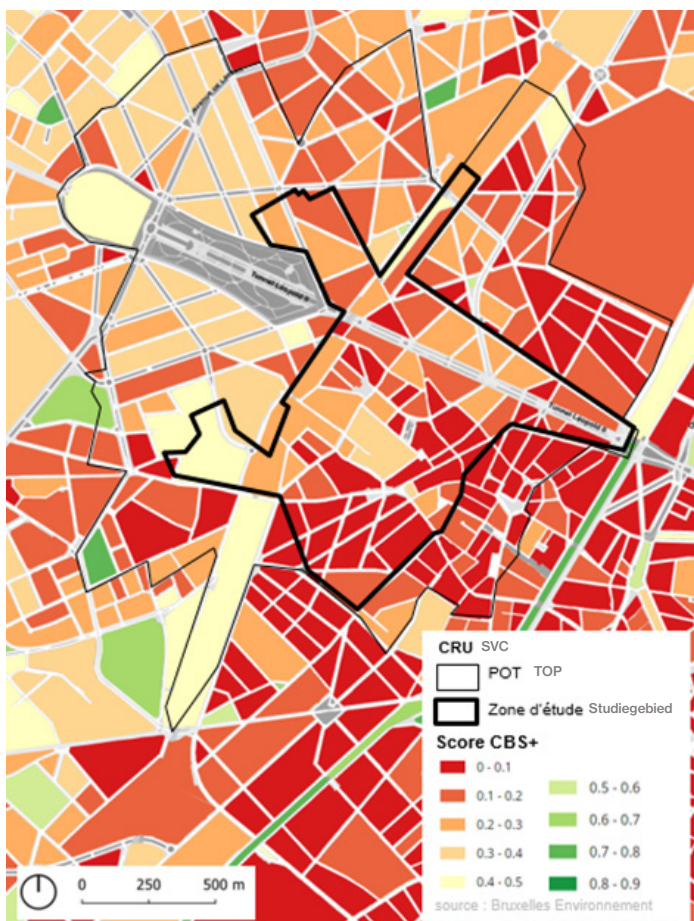 Tunnel Léopold II
Tunnel Léopold II
CRU SVC
POT TOP
Zone d'étude Studiegebied
Score CBS+
0 - 0.1
0.1 - 0.2
0.2 - 0.3
0.3 - 0.4
0.4 - 0.5
0.5 - 0.6
0.6 - 0.7
0.7 - 0.8
0.8 - 0.9
0 250 500 m
source : Bruxelles Environnement